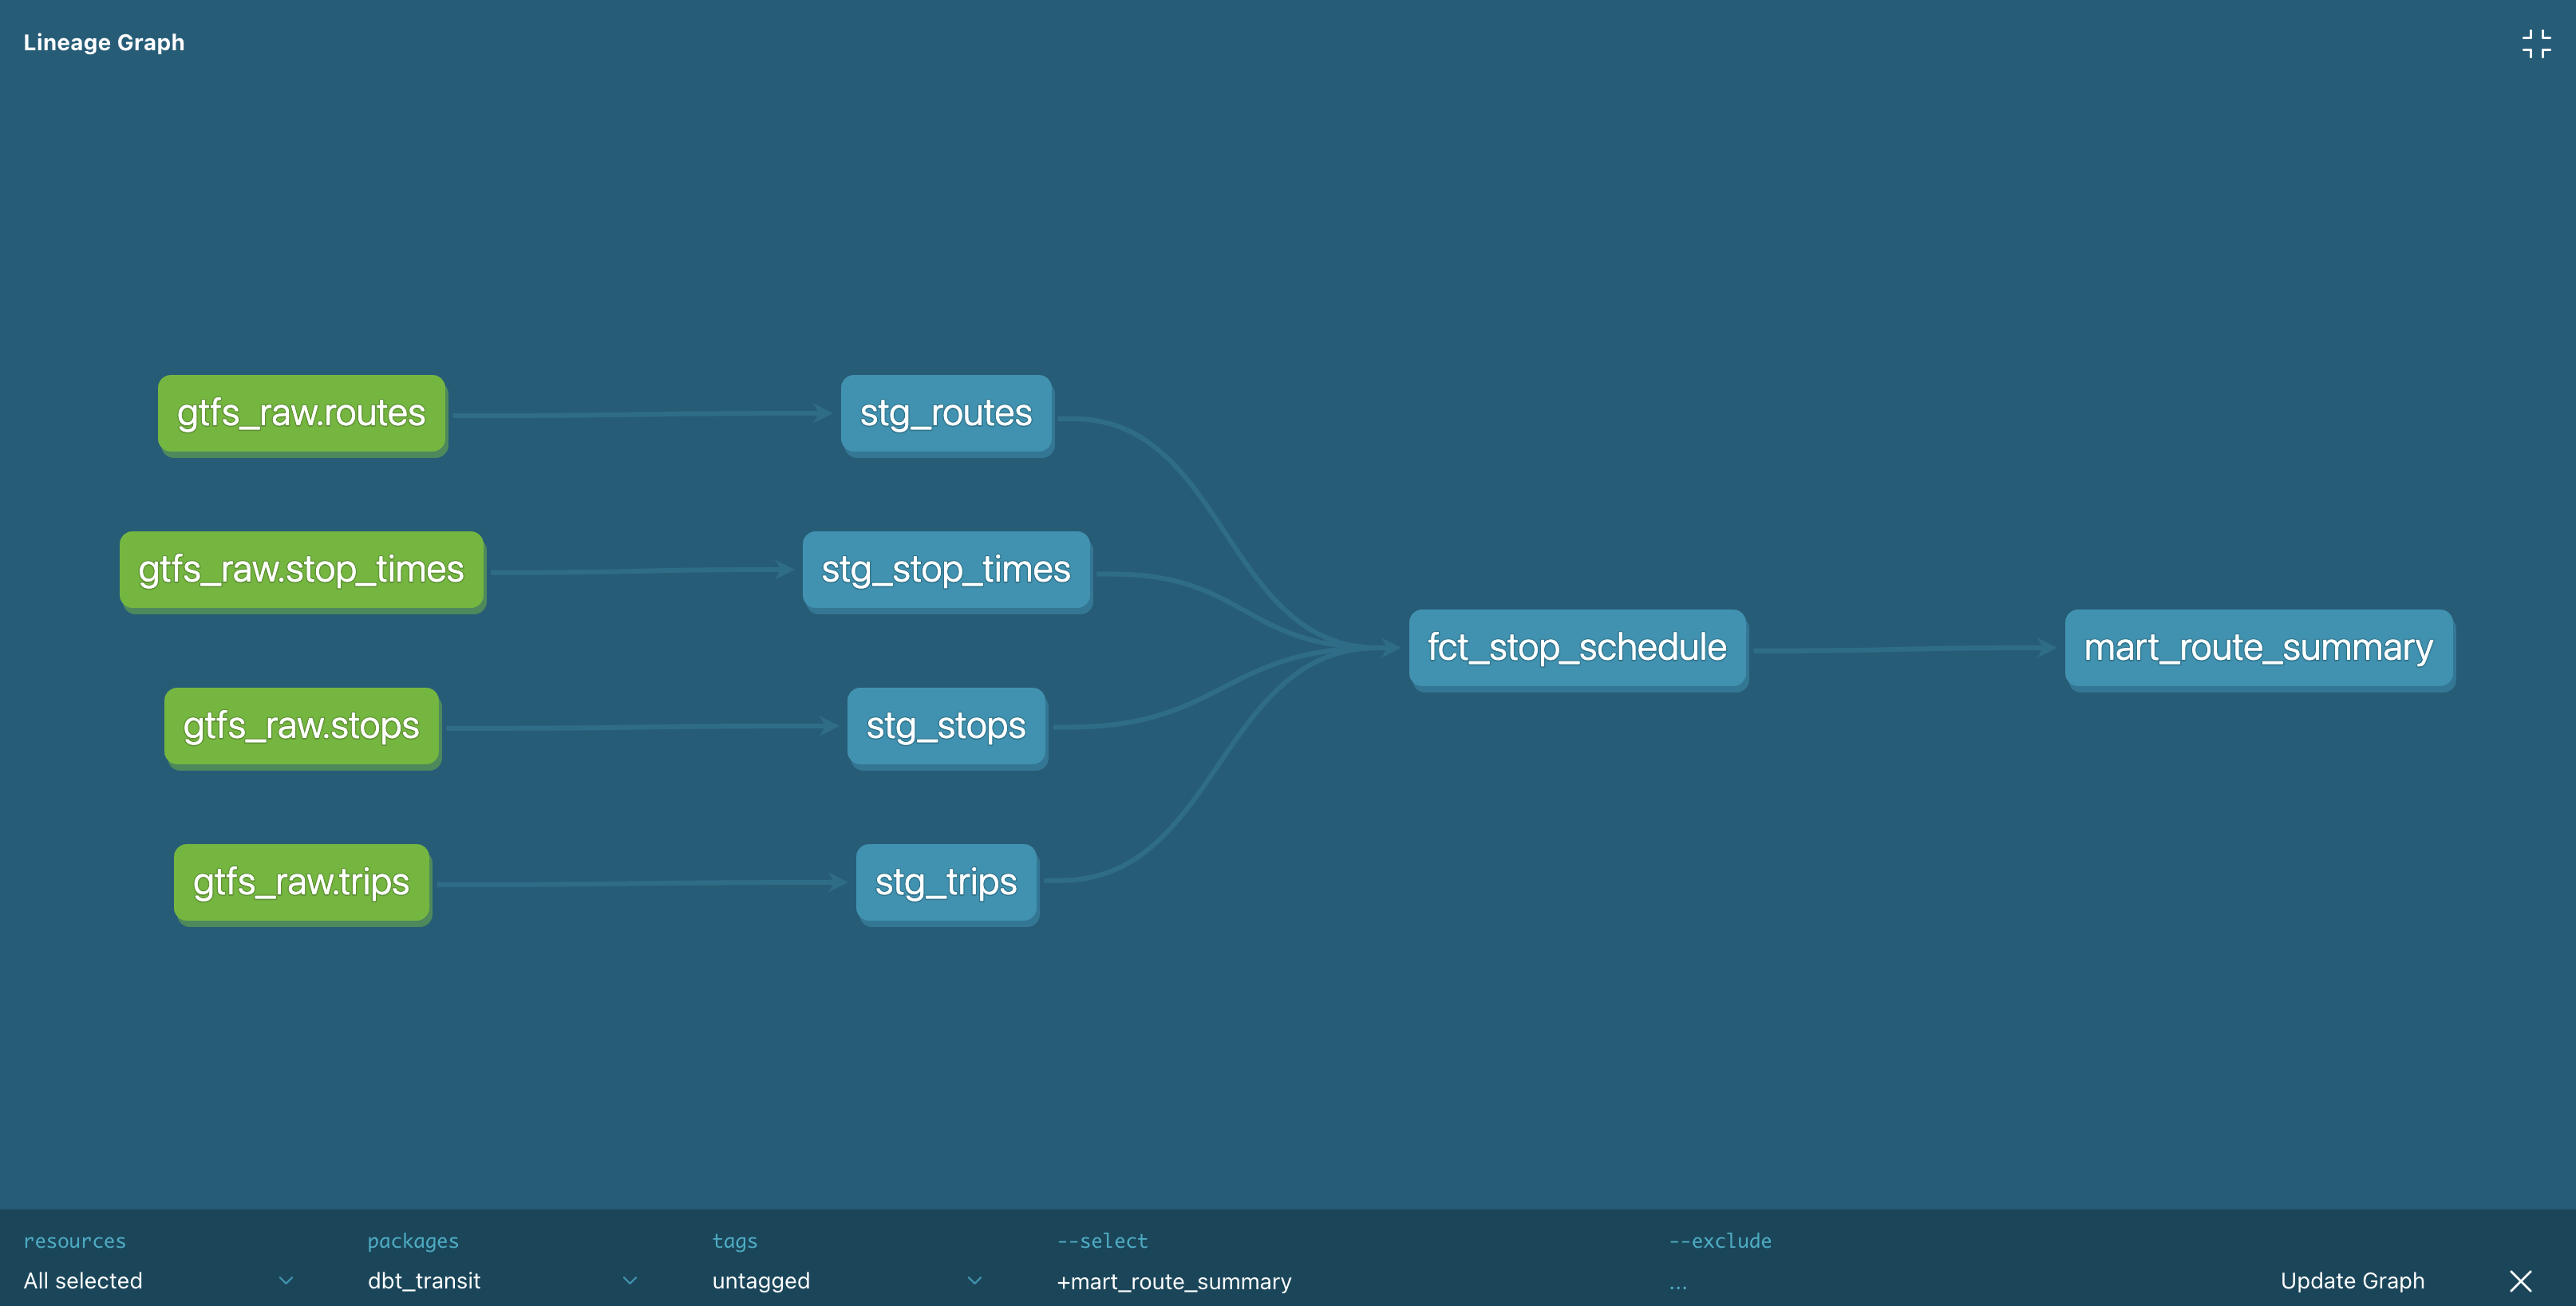 Lineage Graph
gtfs_raw.routes
stg_routes
gtfs_raw.stop_times
stg_stop_times
fct_stop_schedule
mart_route_summary
gtfs_raw.stops
stg_stops
gtfs_raw.trips
stg_trips
resources
All selected
packages
dbt_transit
tags
untagged
--select
+mart_route_summary
--exclude
...
Update Graph